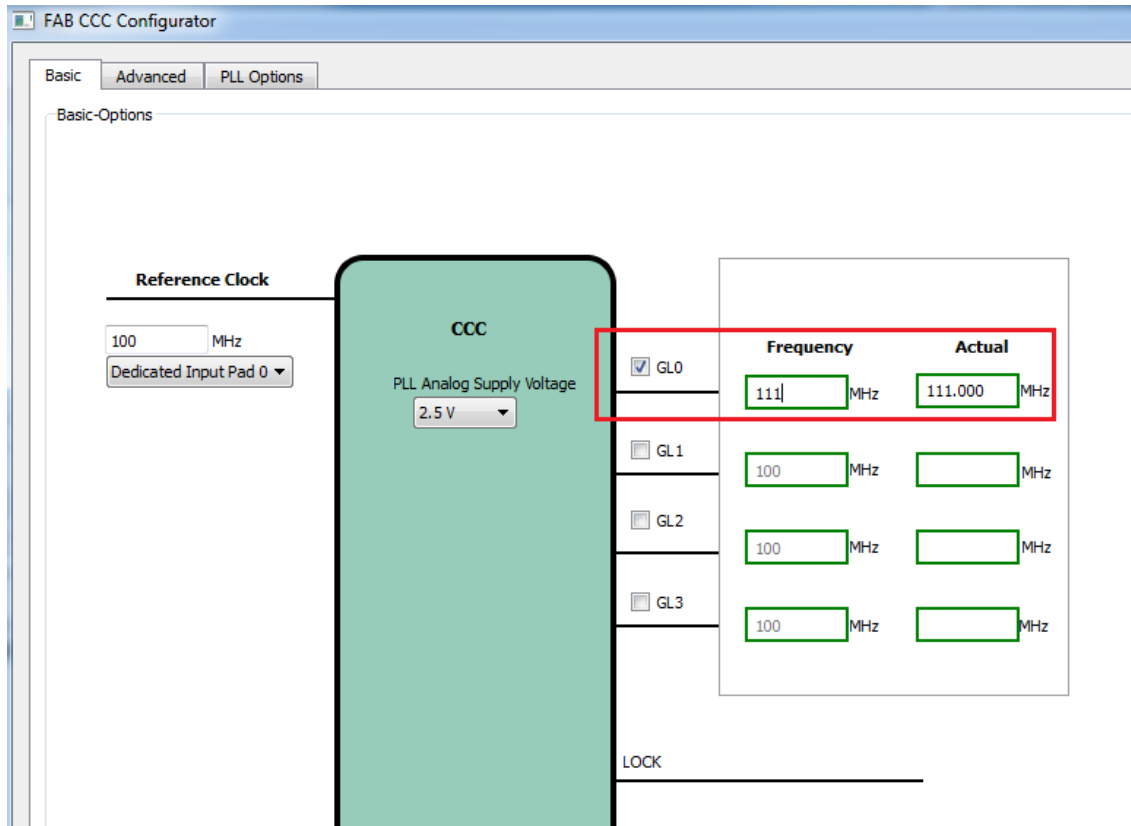 FAB CCC Configurator
Basic
Advanced
PLL Options
Basic-Options
Reference Clock
100 MHz
Dedicated Input Pad 0
CCC
PLL Analog Supply Voltage
2.5 V
Frequency Actual
GL0
111 MHz 111.000 MHz
GL1
100 MHz MHz
GL2
100 MHz MHz
GL3
100 MHz MHz
LOCK